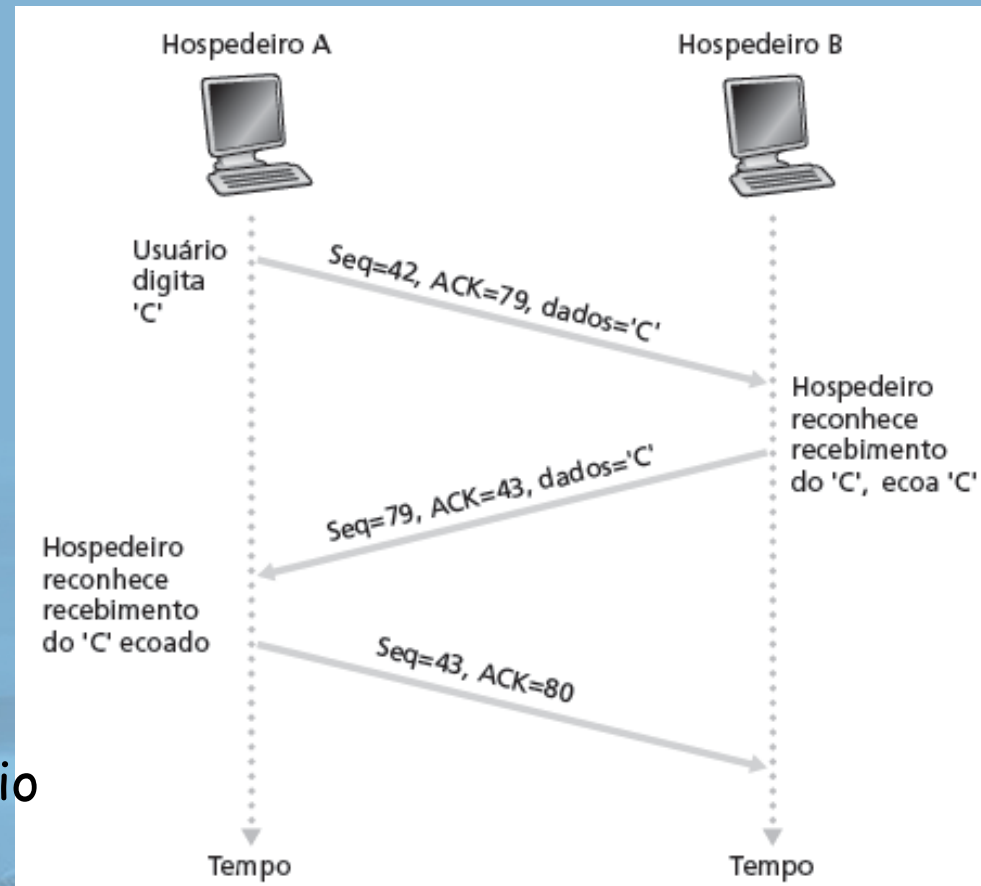 Hospedeiro A
Hospedeiro B
Usuário
digita
'C'
Seq=42, ACK=79, dados='C'
Hospedeiro
reconhece
recebimento
do 'C', ecoa 'C'
Seq=79, ACK=43, dados='C'
Hospedeiro
reconhece
recebimento
do 'C' ecoado
Seq=43, ACK=80
io
Tempo
Tempo